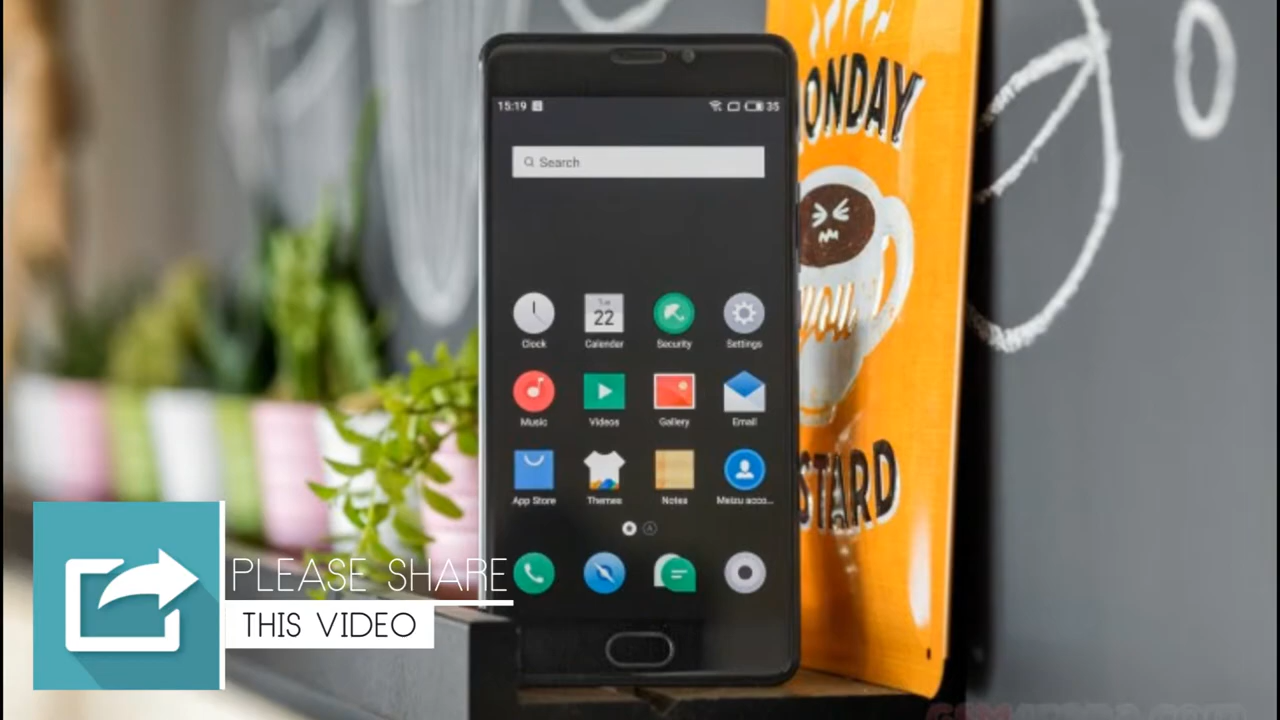 15:19
35
Search
ONDAY
Tue
22
Clock
Calendar
Security
Settings
Music
Videos
Gallery
Email
App Store
Themes
Notes
Meizu acco...
STARD
PLEASE SHARE
THIS VIDEO